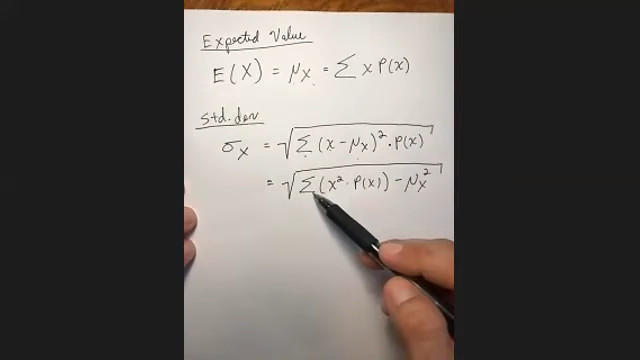 Expected Value
E(X) = μx = Σ x P(x)
Std.dev
σx = √Σ (x − μx)² · P(x)
= √Σ (x² · P(x)) − μx²